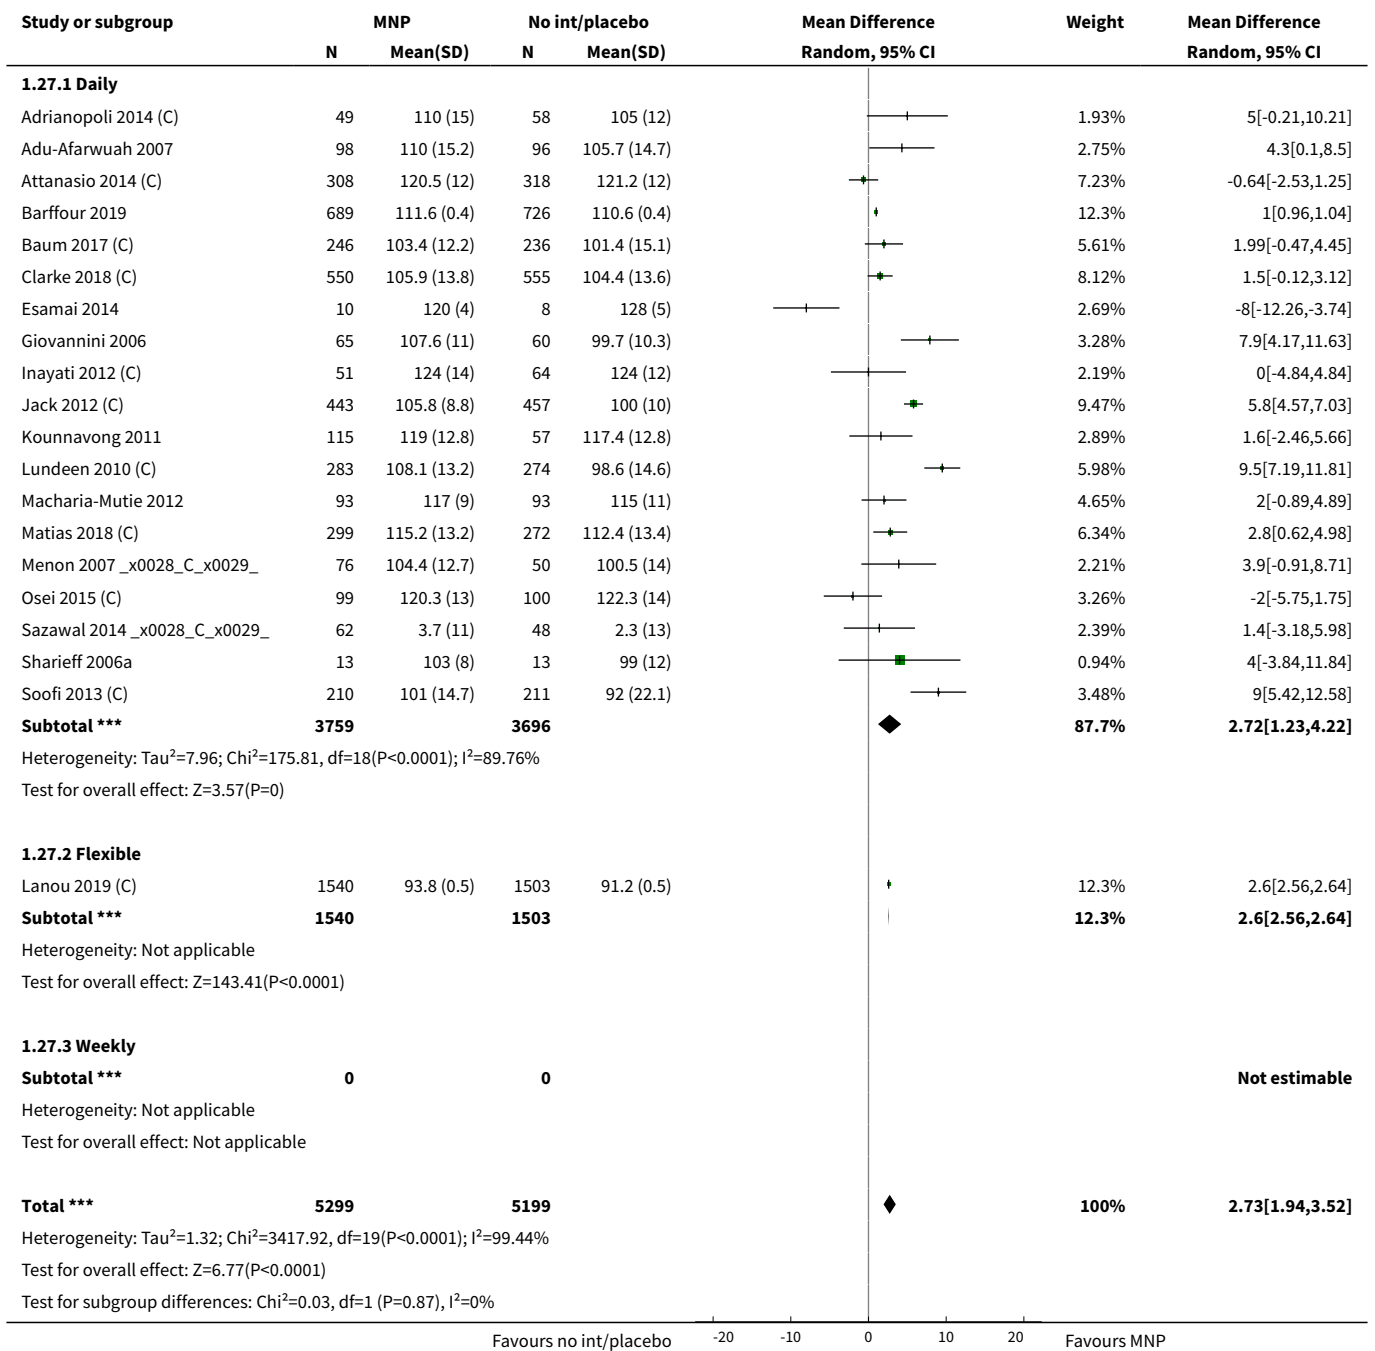 Study or subgroup MNP No int/placebo Mean Difference Weight Mean Difference
N Mean(SD) N Mean(SD) Random, 95% CI Random, 95% CI
1.27.1 Daily
Adrianopoli 2014 (C) 49 110 (15) 58 105 (12) 1.93% 5[-0.21,10.21]
Adu-Afarwuah 2007 98 110 (15.2) 96 105.7 (14.7) 2.75% 4.3[0.1,8.5]
Attanasio 2014 (C) 308 120.5 (12) 318 121.2 (12) 7.23% -0.64[-2.53,1.25]
Barffour 2019 689 111.6 (0.4) 726 110.6 (0.4) 12.3% 1[0.96,1.04]
Baum 2017 (C) 246 103.4 (12.2) 236 101.4 (15.1) 5.61% 1.99[-0.47,4.45]
Clarke 2018 (C) 550 105.9 (13.8) 555 104.4 (13.6) 8.12% 1.5[-0.12,3.12]
Esamai 2014 10 120 (4) 8 128 (5) 2.69% -8[-12.26,-3.74]
Giovannini 2006 65 107.6 (11) 60 99.7 (10.3) 3.28% 7.9[4.17,11.63]
Inayati 2012 (C) 51 124 (14) 64 124 (12) 2.19% 0[-4.84,4.84]
Jack 2012 (C) 443 105.8 (8.8) 457 100 (10) 9.47% 5.8[4.57,7.03]
Kounnavong 2011 115 119 (12.8) 57 117.4 (12.8) 2.89% 1.6[-2.46,5.66]
Lundeen 2010 (C) 283 108.1 (13.2) 274 98.6 (14.6) 5.98% 9.5[7.19,11.81]
Macharia-Mutie 2012 93 117 (9) 93 115 (11) 4.65% 2[-0.89,4.89]
Matias 2018 (C) 299 115.2 (13.2) 272 112.4 (13.4) 6.34% 2.8[0.62,4.98]
Menon 2007 _x0028_C_x0029_ 76 104.4 (12.7) 50 100.5 (14) 2.21% 3.9[-0.91,8.71]
Osei 2015 (C) 99 120.3 (13) 100 122.3 (14) 3.26% -2[-5.75,1.75]
Sazawal 2014 _x0028_C_x0029_ 62 3.7 (11) 48 2.3 (13) 2.39% 1.4[-3.18,5.98]
Sharieff 2006a 13 103 (8) 13 99 (12) 0.94% 4[-3.84,11.84]
Soofi 2013 (C) 210 101 (14.7) 211 92 (22.1) 3.48% 9[5.42,12.58]
Subtotal *** 3759 3696 87.7% 2.72[1.23,4.22]
Heterogeneity: Tau²=7.96; Chi²=175.81, df=18(P<0.0001); I²=89.76%
Test for overall effect: Z=3.57(P=0)
1.27.2 Flexible
Lanou 2019 (C) 1540 93.8 (0.5) 1503 91.2 (0.5) 12.3% 2.6[2.56,2.64]
Subtotal *** 1540 1503 12.3% 2.6[2.56,2.64]
Heterogeneity: Not applicable
Test for overall effect: Z=143.41(P<0.0001)
1.27.3 Weekly
Subtotal *** 0 0 Not estimable
Heterogeneity: Not applicable
Test for overall effect: Not applicable
Total *** 5299 5199 100% 2.73[1.94,3.52]
Heterogeneity: Tau²=1.32; Chi²=3417.92, df=19(P<0.0001); I²=99.44%
Test for overall effect: Z=6.77(P<0.0001)
Test for subgroup differences: Chi²=0.03, df=1 (P=0.87), I²=0%
Favours no int/placebo -20 -10 0 10 20 Favours MNP